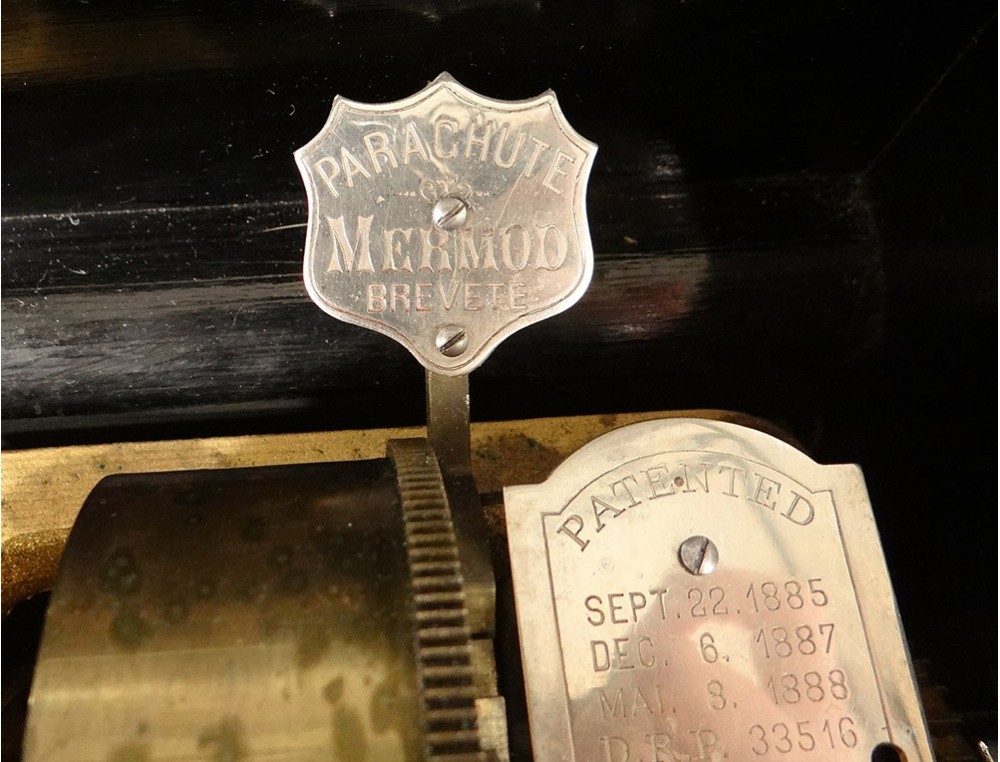 PARACHUTE
MERMOD
BREVETE
PATENTED
SEPT. 22. 1885
DEC. 6. 1887
MAI. 8. 1888
D.R.P. 33516